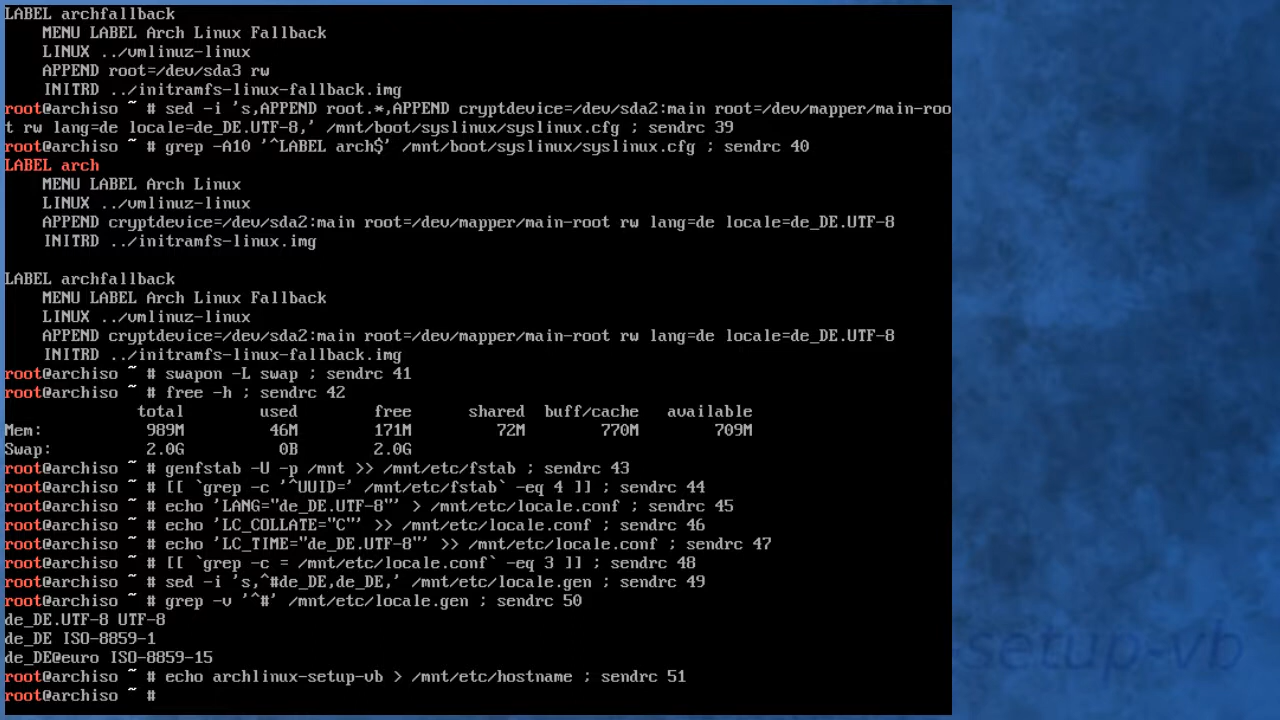 LABEL archfallback
    MENU LABEL Arch Linux Fallback
    LINUX ../vmlinuz-linux
    APPEND root=/dev/sda3 rw
    INITRD ../initramfs-linux-fallback.img
root@archiso ~ # sed -i 's,APPEND root.*,APPEND cryptdevice=/dev/sda2:main root=/dev/mapper/main-roo
t rw lang=de locale=de_DE.UTF-8,' /mnt/boot/syslinux/syslinux.cfg ; sendrc 39
root@archiso ~ # grep -A10 '^LABEL arch$' /mnt/boot/syslinux/syslinux.cfg ; sendrc 40
LABEL arch
    MENU LABEL Arch Linux
    LINUX ../vmlinuz-linux
    APPEND cryptdevice=/dev/sda2:main root=/dev/mapper/main-root rw lang=de locale=de_DE.UTF-8
    INITRD ../initramfs-linux.img

LABEL archfallback
    MENU LABEL Arch Linux Fallback
    LINUX ../vmlinuz-linux
    APPEND cryptdevice=/dev/sda2:main root=/dev/mapper/main-root rw lang=de locale=de_DE.UTF-8
    INITRD ../initramfs-linux-fallback.img
root@archiso ~ # swapon -L swap ; sendrc 41
root@archiso ~ # free -h ; sendrc 42
              total        used        free      shared  buff/cache   available
Mem:           989M         46M        171M         72M        770M        709M
Swap:          2.0G          0B        2.0G
root@archiso ~ # genfstab -U -p /mnt >> /mnt/etc/fstab ; sendrc 43
root@archiso ~ # [[ `grep -c '^UUID=' /mnt/etc/fstab` -eq 4 ]] ; sendrc 44
root@archiso ~ # echo 'LANG="de_DE.UTF-8"' > /mnt/etc/locale.conf ; sendrc 45
root@archiso ~ # echo 'LC_COLLATE="C"' >> /mnt/etc/locale.conf ; sendrc 46
root@archiso ~ # echo 'LC_TIME="de_DE.UTF-8"' >> /mnt/etc/locale.conf ; sendrc 47
root@archiso ~ # [[ `grep -c = /mnt/etc/locale.conf` -eq 3 ]] ; sendrc 48
root@archiso ~ # sed -i 's,^#de_DE,de_DE,' /mnt/etc/locale.gen ; sendrc 49
root@archiso ~ # grep -v '^#' /mnt/etc/locale.gen ; sendrc 50
de_DE.UTF-8 UTF-8
de_DE ISO-8859-1
de_DE@euro ISO-8859-15
root@archiso ~ # echo archlinux-setup-vb > /mnt/etc/hostname ; sendrc 51
root@archiso ~ #
-setup-vb